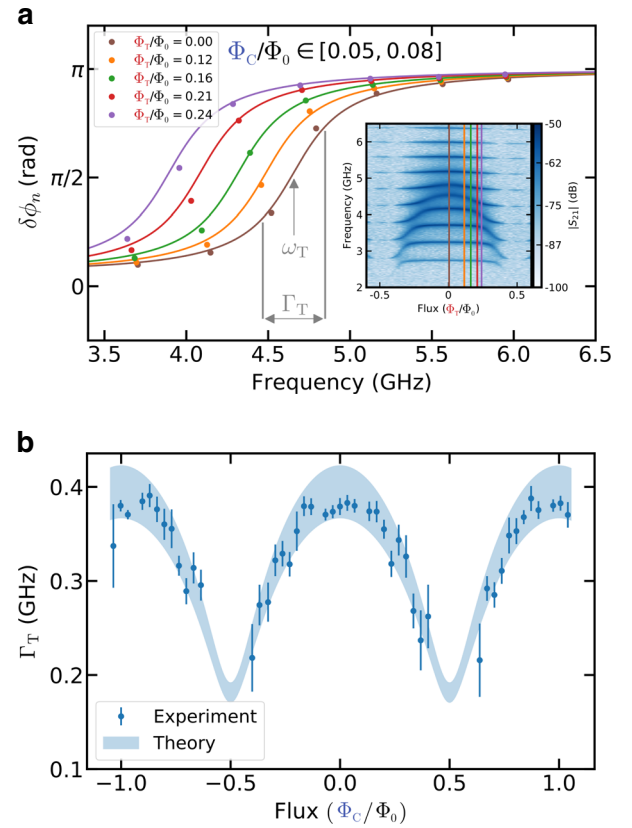 a
Φ_C/Φ_0 ∈ [0.05, 0.08]
Φ_T/Φ_0 = 0.00
Φ_T/Φ_0 = 0.12
Φ_T/Φ_0 = 0.16
Φ_T/Φ_0 = 0.21
Φ_T/Φ_0 = 0.24
π
π/2
0
δϕ_n (rad)
ω_T
Γ_T
3.5 4.0 4.5 5.0 5.5 6.0 6.5
Frequency (GHz)
6
5
4
3
2
Frequency (GHz)
-0.6 0 0.6
Flux (Φ_T/Φ_0)
-50
-62
-75
-87
-100
|S_21| (dB)
b
0.4
0.3
0.2
0.1
Γ_T (GHz)
Experiment
Theory
−1.0 −0.5 0.0 0.5 1.0
Flux (Φ_C/Φ_0)